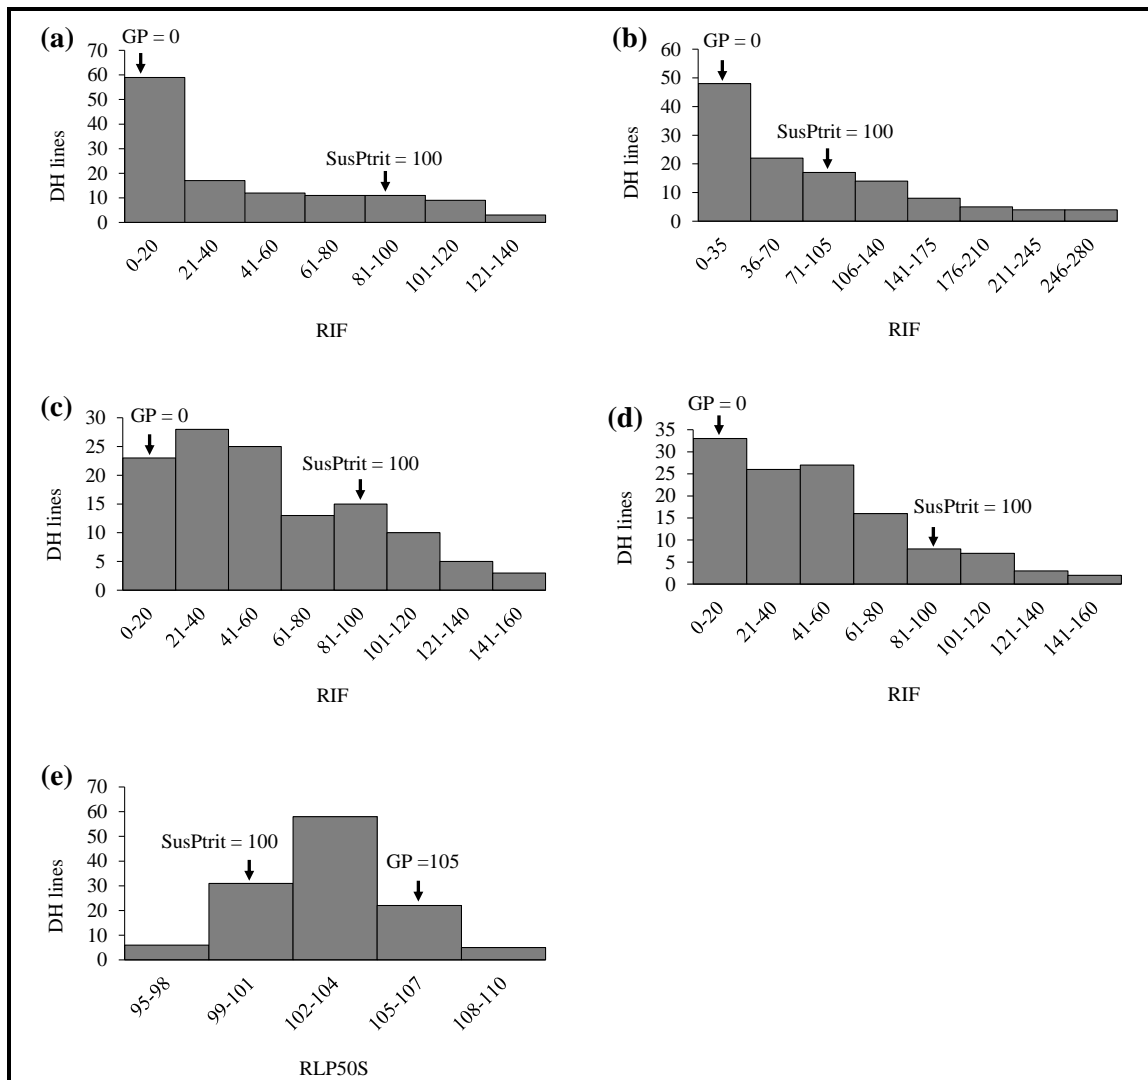 (a)
GP = 0
SusPtrit = 100
DH lines
70
60
50
40
30
20
10
0
0-20
21-40
41-60
61-80
81-100
101-120
121-140
RIF
(b)
GP = 0
SusPtrit = 100
DH lines
60
50
40
30
20
10
0
0-35
36-70
71-105
106-140
141-175
176-210
211-245
246-280
RIF
(c)
GP = 0
SusPtrit = 100
DH lines
30
25
20
15
10
5
0
0-20
21-40
41-60
61-80
81-100
101-120
121-140
141-160
RIF
(d)
GP = 0
SusPtrit = 100
DH lines
35
30
25
20
15
10
5
0
0-20
21-40
41-60
61-80
81-100
101-120
121-140
141-160
RIF
(e)
SusPtrit = 100
GP =105
DH lines
70
60
50
40
30
20
10
0
95-98
99-101
102-104
105-107
108-110
RLP50S